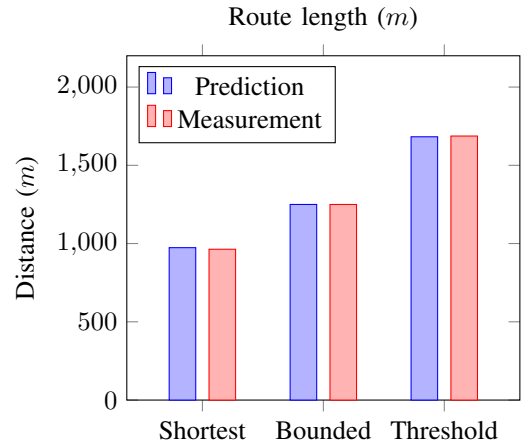 Route length (m)
Prediction
Measurement
2,000
1,500
1,000
500
0
Distance (m)
Shortest Bounded Threshold